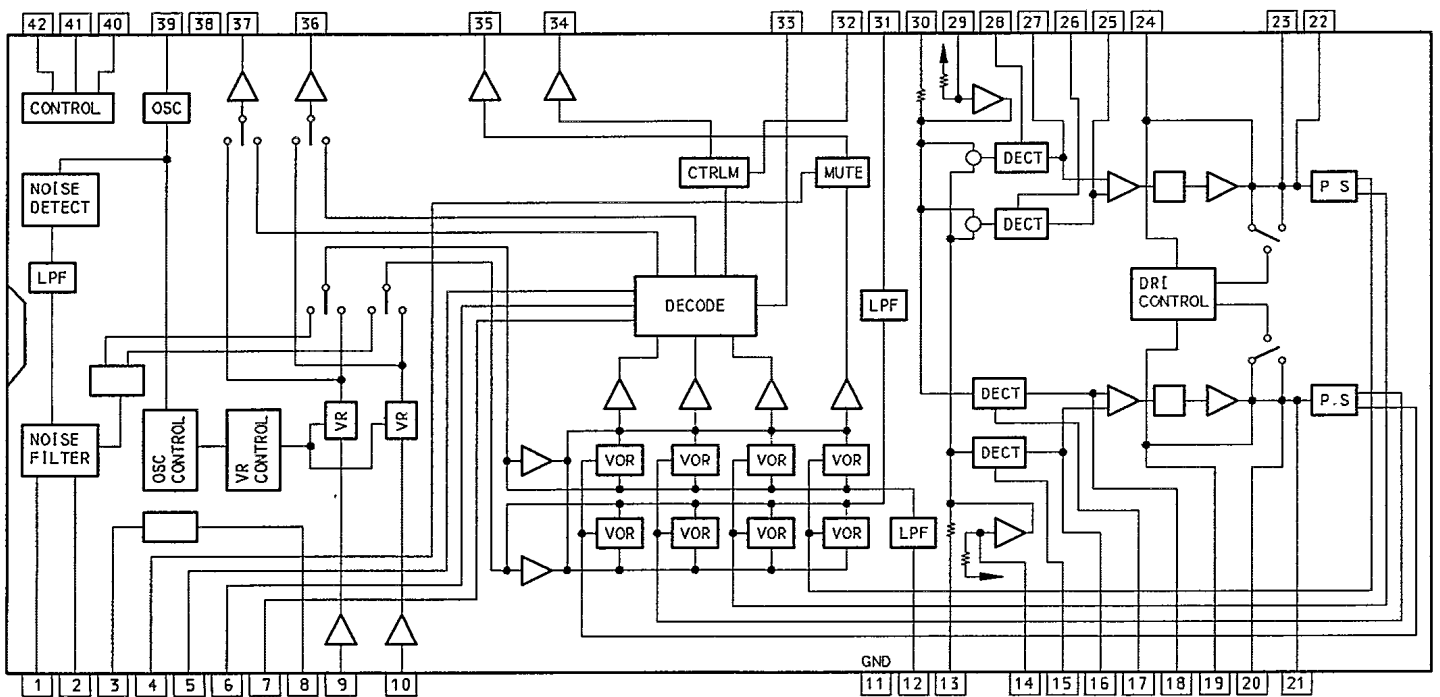 42 41 40 39 38 37 36 35 34 33 32 31 30 29 28 27 26 25 24 23 22
CONTROL
OSC
NOISE
DETECT
LPF
NOISE
FILTER
OSC
CONTROL
VR
CONTROL
VR
VR
CTRLM
MUTE
DECODE
LPF
VOR VOR VOR VOR
VOR VOR VOR VOR
LPF
DECT
DECT
P S
DRI
CONTROL
DECT
P.S
DECT
GND
1 2 3 4 5 6 7 8 9 10 11 12 13 14 15 16 17 18 19 20 21